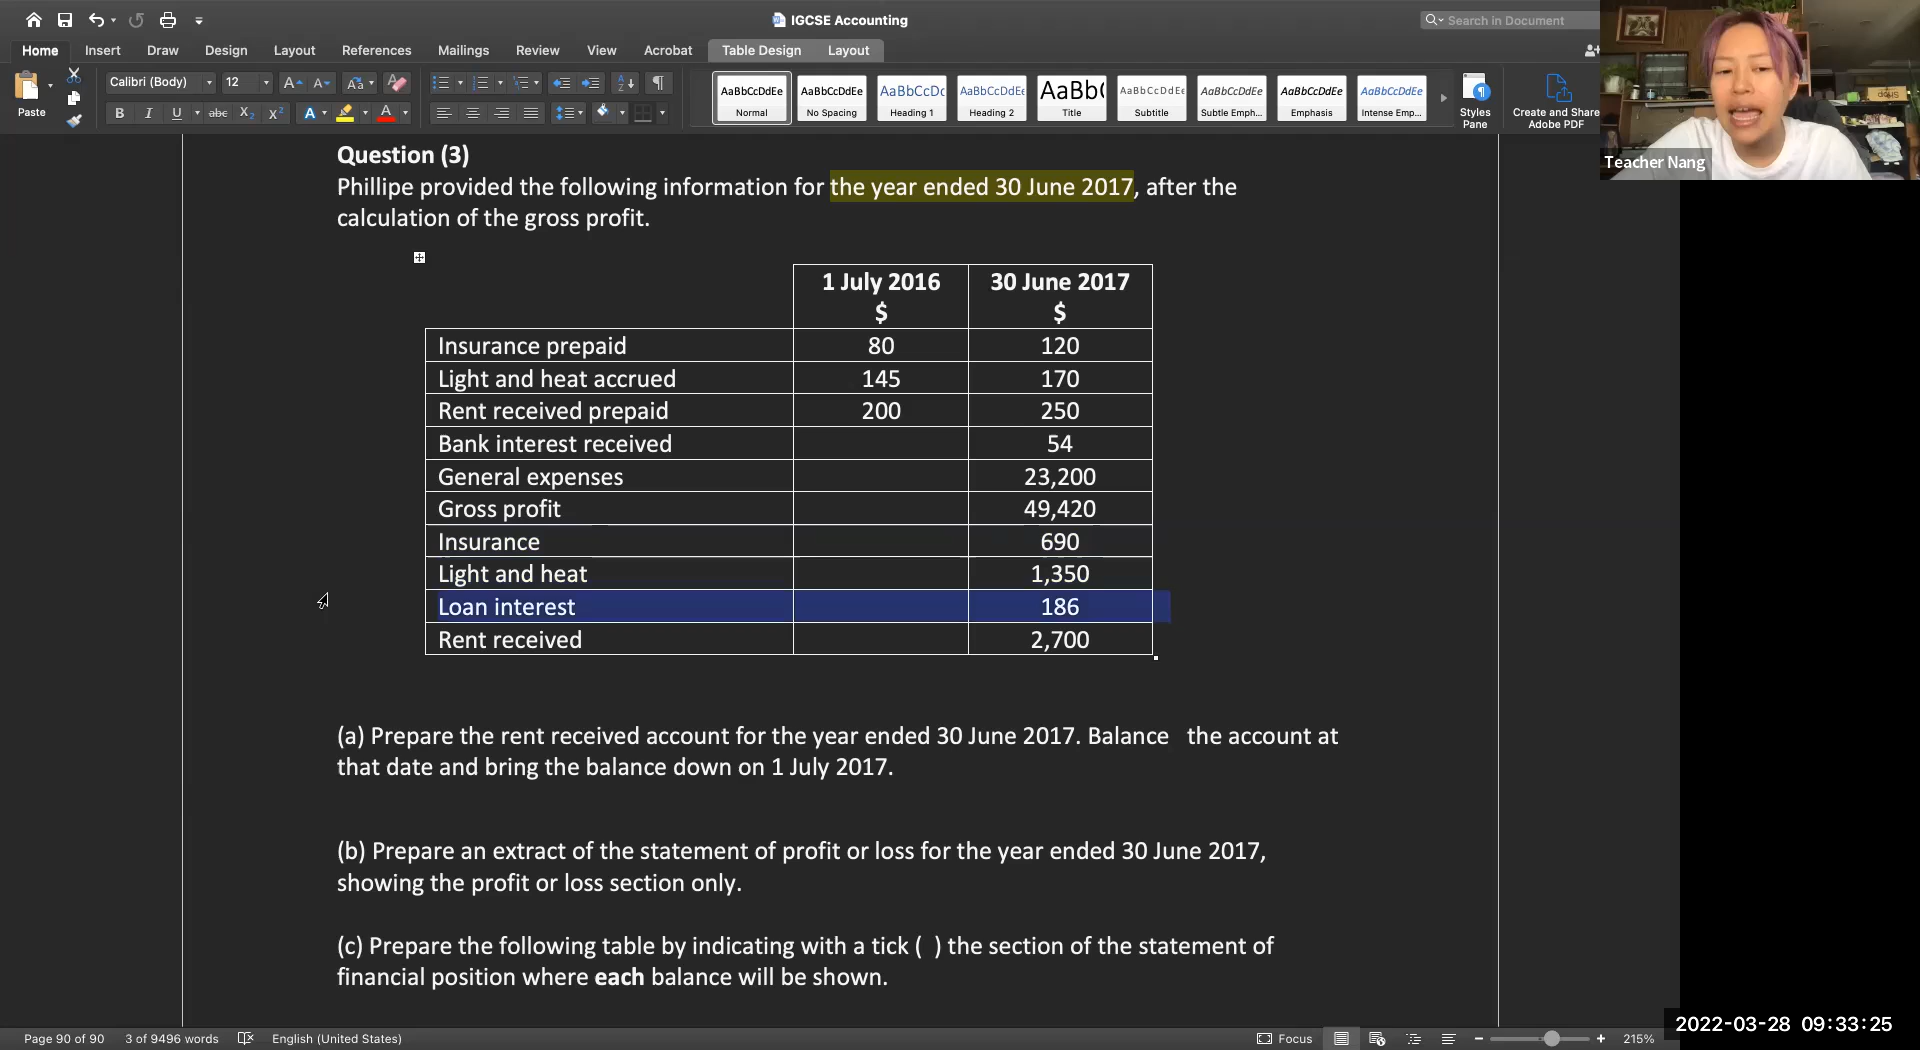 IGCSE Accounting
Search in Document
Home Insert Draw Design Layout References Mailings Review View Acrobat Table Design Layout
Paste
Calibri (Body) 12
AaBbCcDdEe Normal
AaBbCcDdEe No Spacing
AaBbCcDc Heading 1
AaBbCcDdEe Heading 2
AaBb( Title
AaBbCcDdEe Subtitle
AaBbCcDdEe Subtle Emph...
AaBbCcDdEe Emphasis
AaBbCcDdEe Intense Emp...
Styles Pane
Create and Share Adobe PDF
Teacher Nang
Question (3)
Phillipe provided the following information for the year ended 30 June 2017, after the
calculation of the gross profit.
1 July 2016 30 June 2017
$ $
Insurance prepaid 80 120
Light and heat accrued 145 170
Rent received prepaid 200 250
Bank interest received 54
General expenses 23,200
Gross profit 49,420
Insurance 690
Light and heat 1,350
Loan interest 186
Rent received 2,700
(a) Prepare the rent received account for the year ended 30 June 2017. Balance the account at
that date and bring the balance down on 1 July 2017.
(b) Prepare an extract of the statement of profit or loss for the year ended 30 June 2017,
showing the profit or loss section only.
(c) Prepare the following table by indicating with a tick ( ) the section of the statement of
financial position where each balance will be shown.
Page 90 of 90 3 of 9496 words English (United States) Focus 215%
2022-03-28 09:33:25